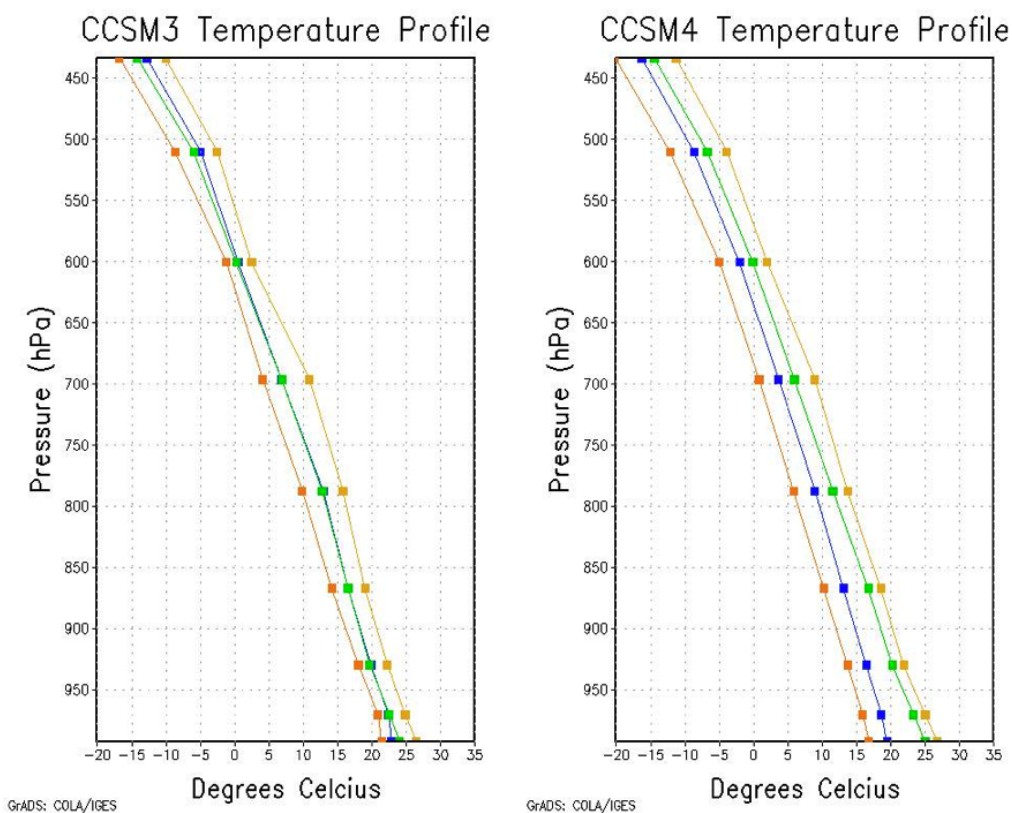 CCSM3 Temperature Profile
450
500
550
600
650
700
750
800
850
900
950
Pressure (hPa)
-20 -15 -10 -5 0 5 10 15 20 25 30 35
Degrees Celcius
GrADS: COLA/IGES
CCSM4 Temperature Profile
450
500
550
600
650
700
750
800
850
900
950
Pressure (hPa)
-20 -15 -10 -5 0 5 10 15 20 25 30 35
Degrees Celcius
GrADS: COLA/IGES